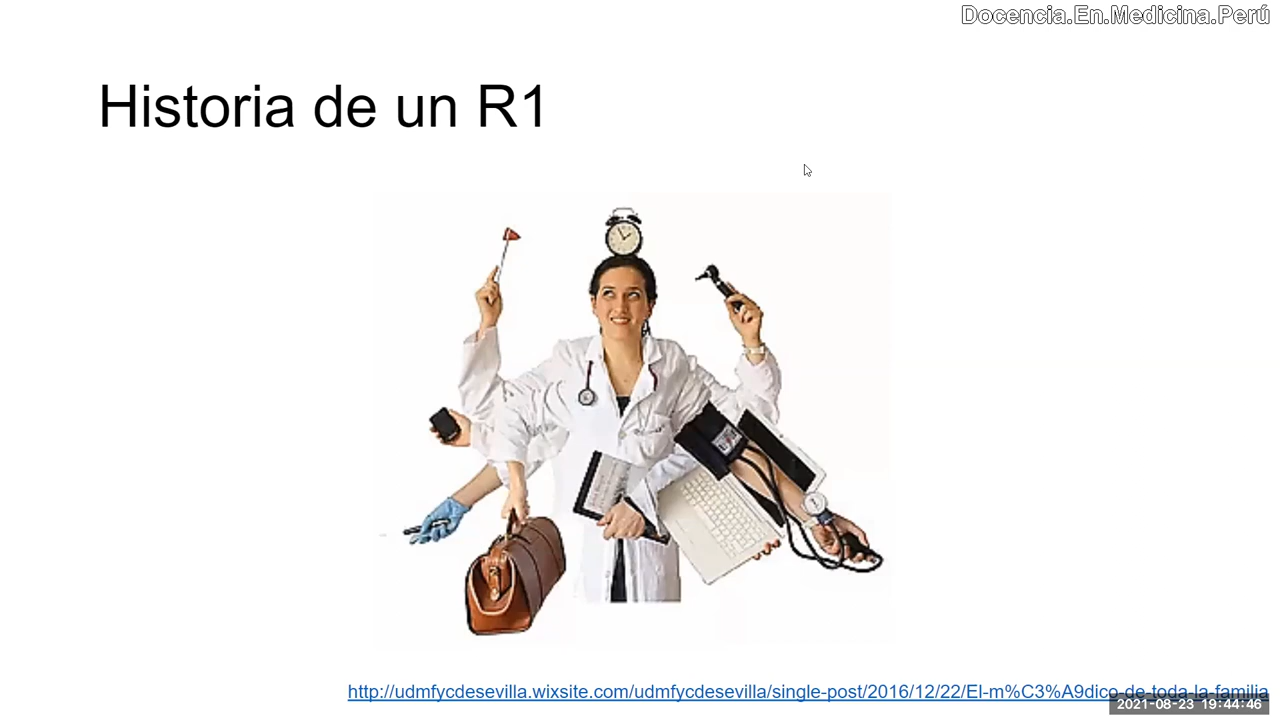 Docencia.En.Medicina.Perú
Historia de un R1
http://udmfycdesevilla.wixsite.com/udmfycdesevilla/single-post/2016/12/22/El-m%C3%A9dico-de-toda-la-familia
2021-08-23 19:44:46